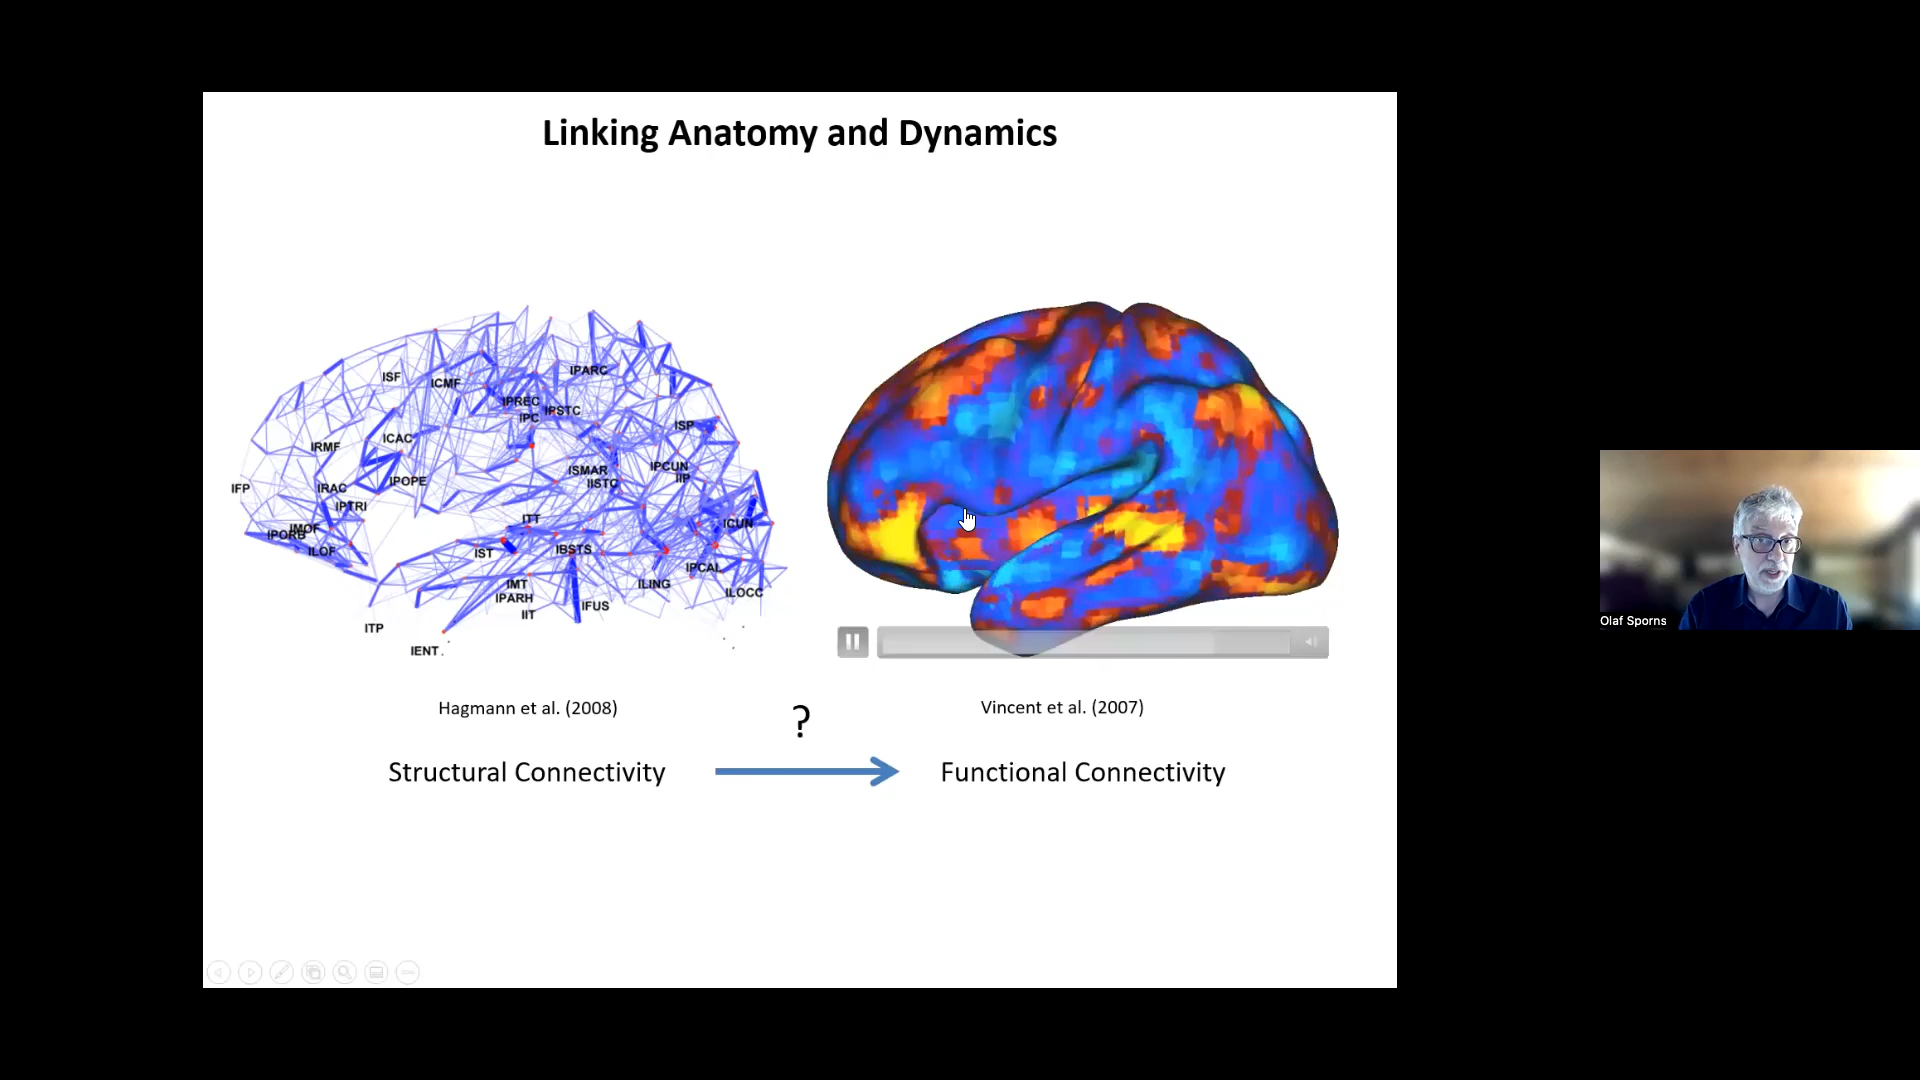 Linking Anatomy and Dynamics
lSF
lCMF
lPARC
lPREC
lPSTC
lPC
lSP
lCAC
lRMF
lSMAR
lPCUN
lISTC
lIP
lFP
lRAC
lPOPE
lPTRI
lTT
lCUN
lMOF
lPORB
lLOF
lST
lBSTS
lPCAL
lMT
lLING
lPARH
lLOCC
lIT
lFUS
lTP
lENT
Olaf Sporns
Hagmann et al. (2008)
Vincent et al. (2007)
?
Structural Connectivity
Functional Connectivity